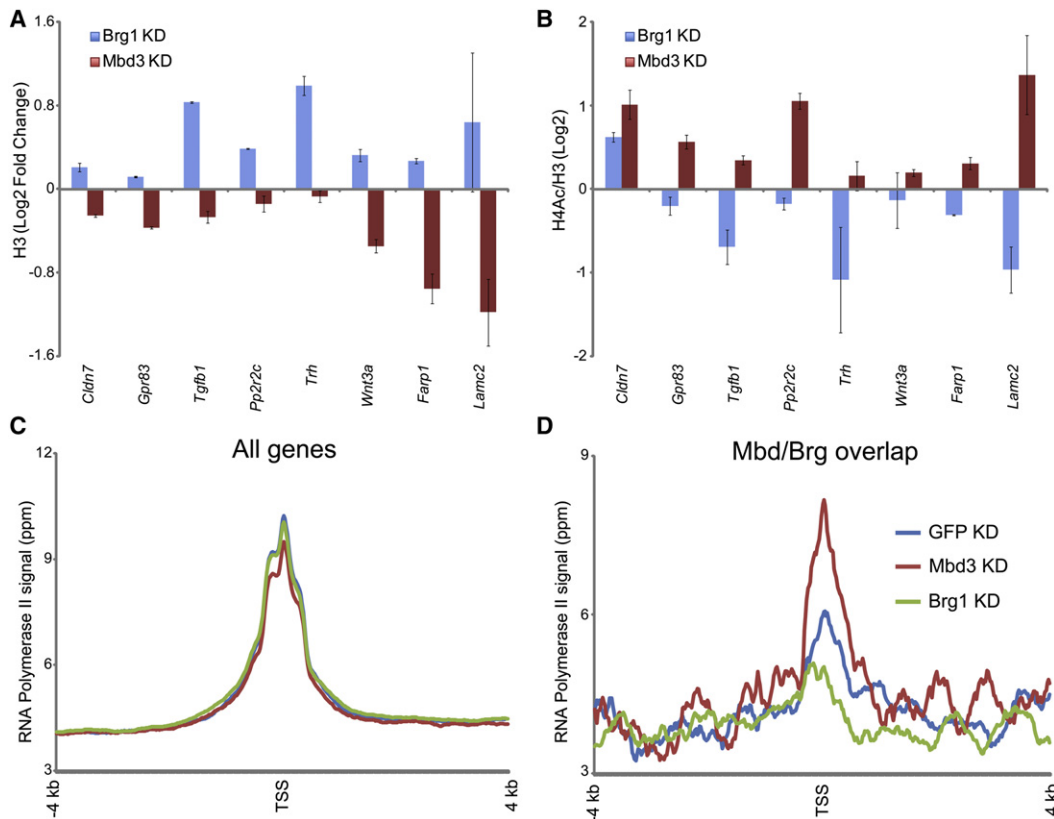 A
1.6
Brg1 KD
Mbd3 KD
0.8
0
-0.8
-1.6
H3 (Log2 Fold Change)
Cldn7
Gpr83
Tgfb1
Pp2r2c
Trh
Wnt3a
Farp1
Lamc2
B
2
Brg1 KD
Mbd3 KD
1
0
-1
-2
H4Ac/H3 (Log2)
Cldn7
Gpr83
Tgfb1
Pp2r2c
Trh
Wnt3a
Farp1
Lamc2
C
All genes
12
9
6
3
RNA Polymerase II signal (ppm)
-4 kb
TSS
4 kb
D
Mbd/Brg overlap
9
6
3
RNA Polymerase II signal (ppm)
GFP KD
Mbd3 KD
Brg1 KD
-4 kb
TSS
4 kb